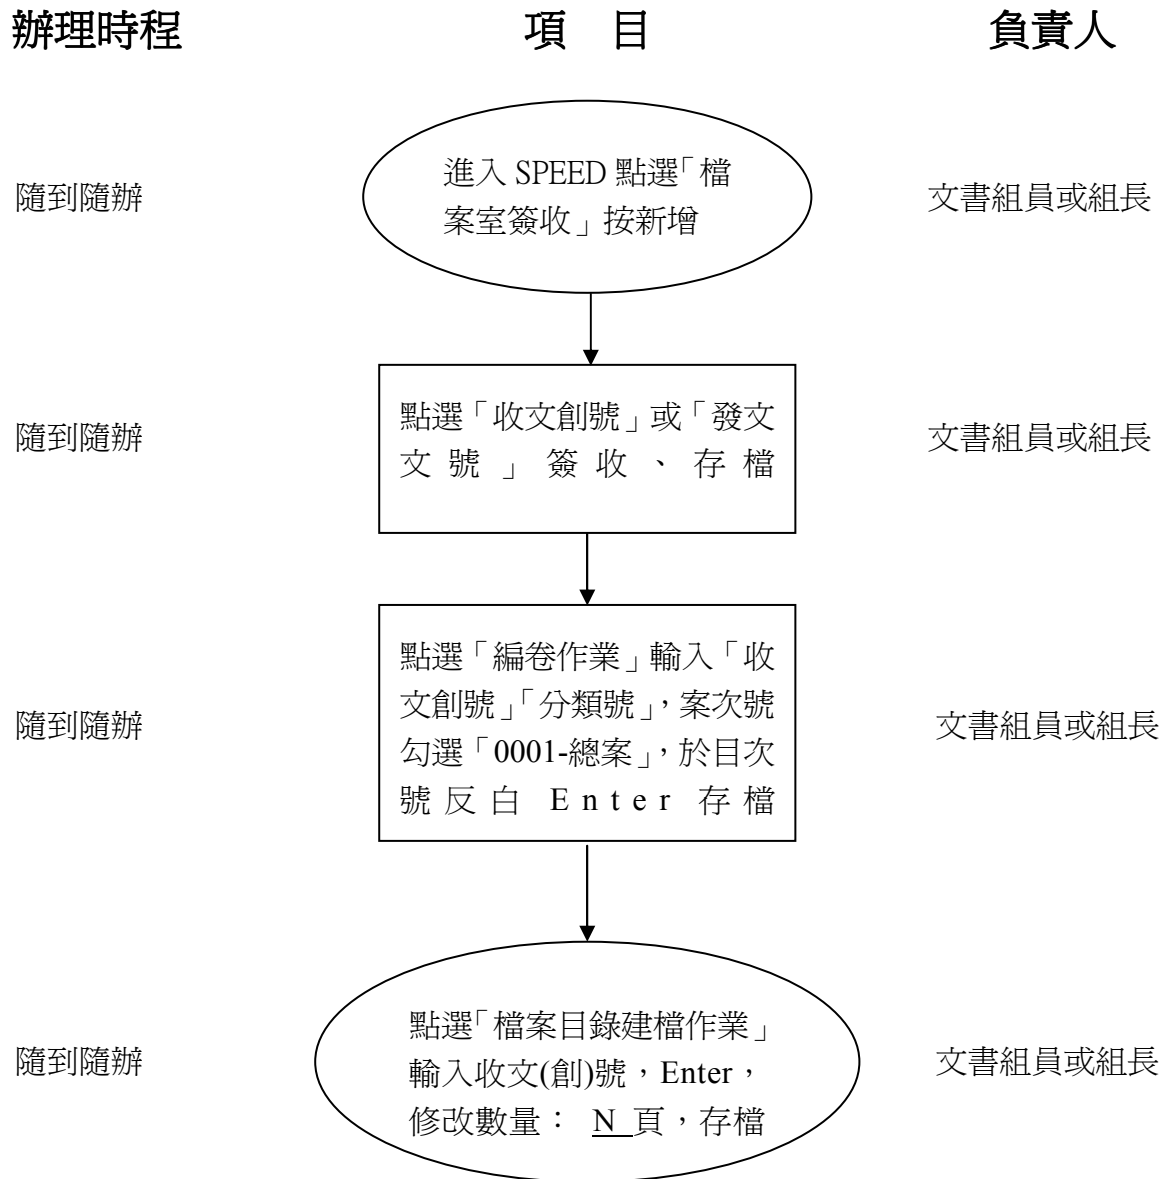 辦理時程 項 目 負責人
隨到隨辦
進入 SPEED 點選「檔
案室簽收」按新增
文書組員或組長
隨到隨辦
點選「收文創號」或「發文
文號」簽收、存檔
文書組員或組長
隨到隨辦
點選「編卷作業」輸入「收
文創號」「分類號」，案次號
勾選「0001-總案」，於目次
號反白 Enter 存檔
文書組員或組長
隨到隨辦
點選「檔案目錄建檔作業」
輸入收文(創)號，Enter，
修改數量： N 頁，存檔
文書組員或組長